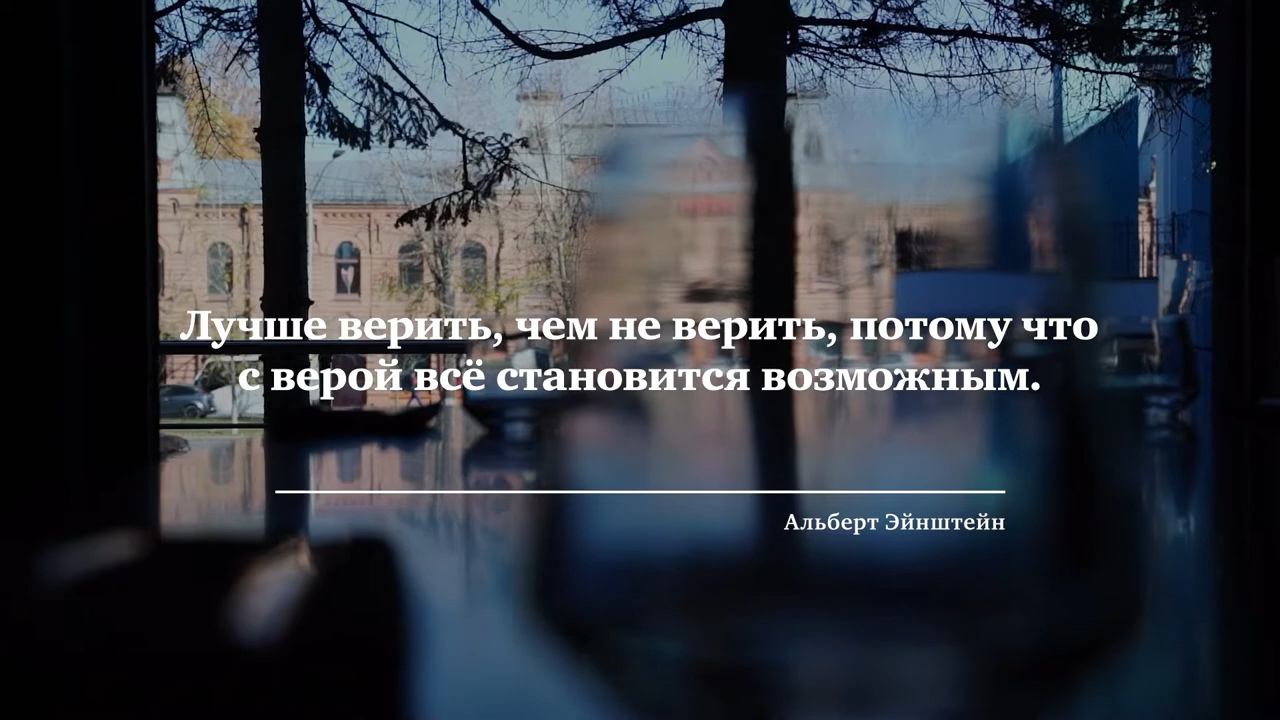 Лучше верить, чем не верить, потому что
с верой всё становится возможным.
Альберт Эйнштейн